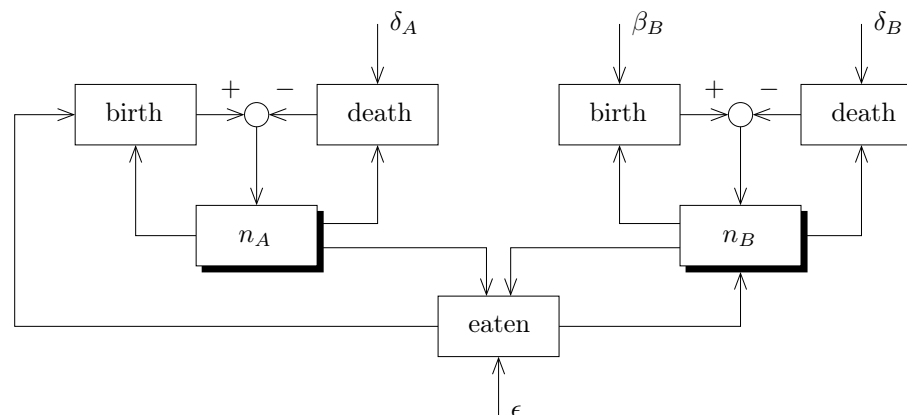 δ_A β_B δ_B
+ − + −
birth death birth death
n_A n_B
eaten
ϵ